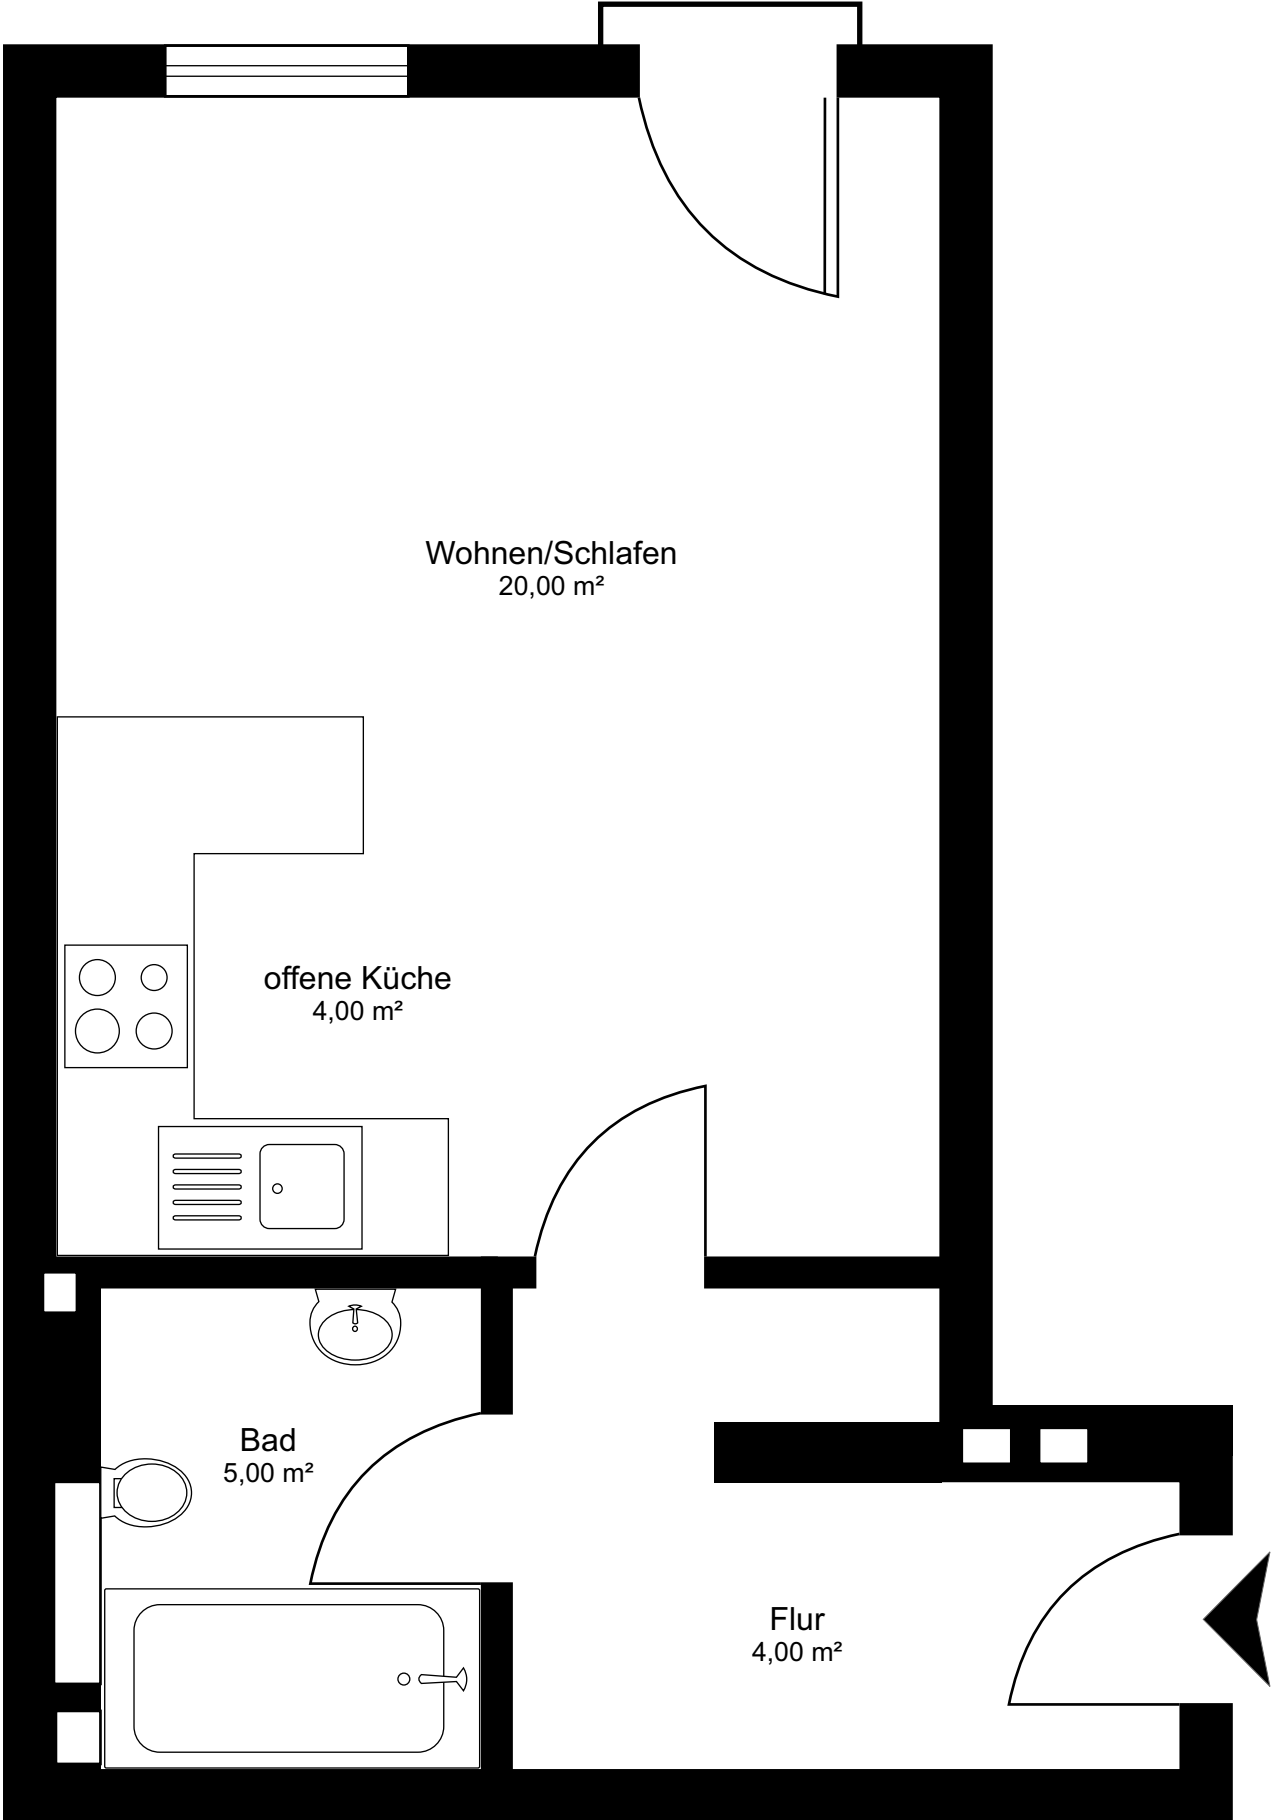 Wohnen/Schlafen
20,00 m²
offene Küche
4,00 m²
Bad
5,00 m²
Flur
4,00 m²